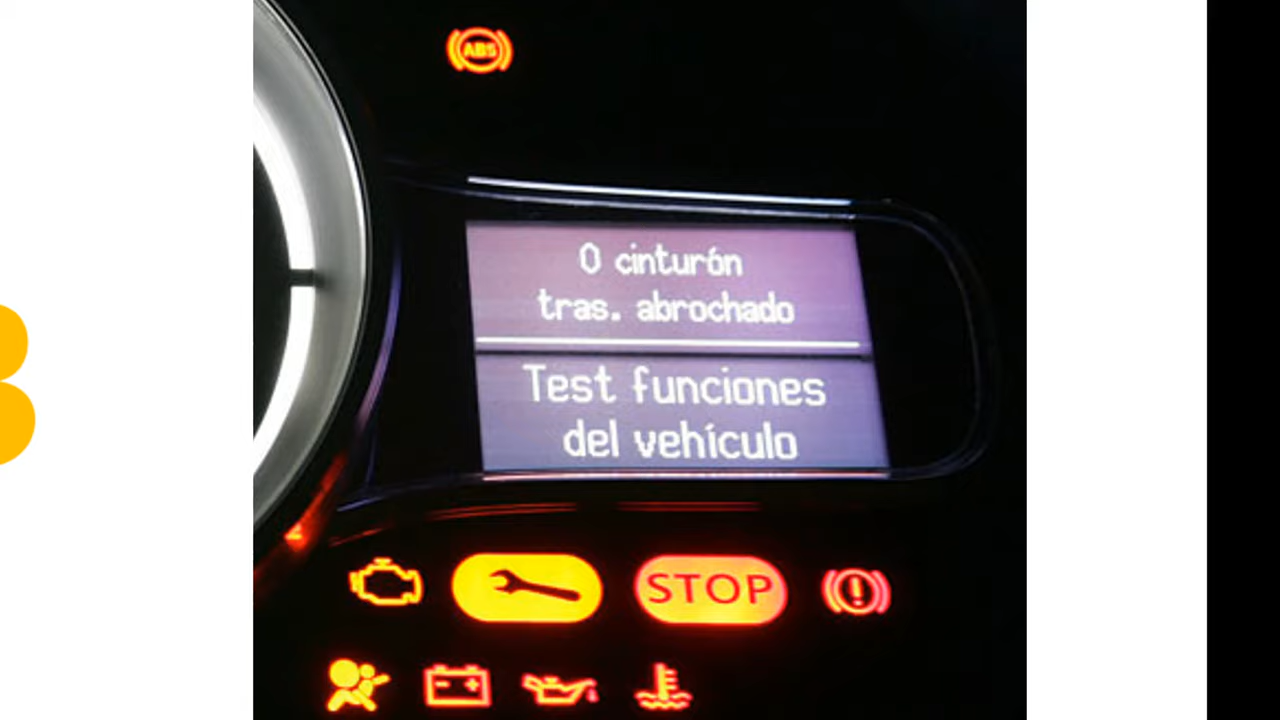 ABS
0 cinturón
tras. abrochado
Test funciones
del vehículo
STOP